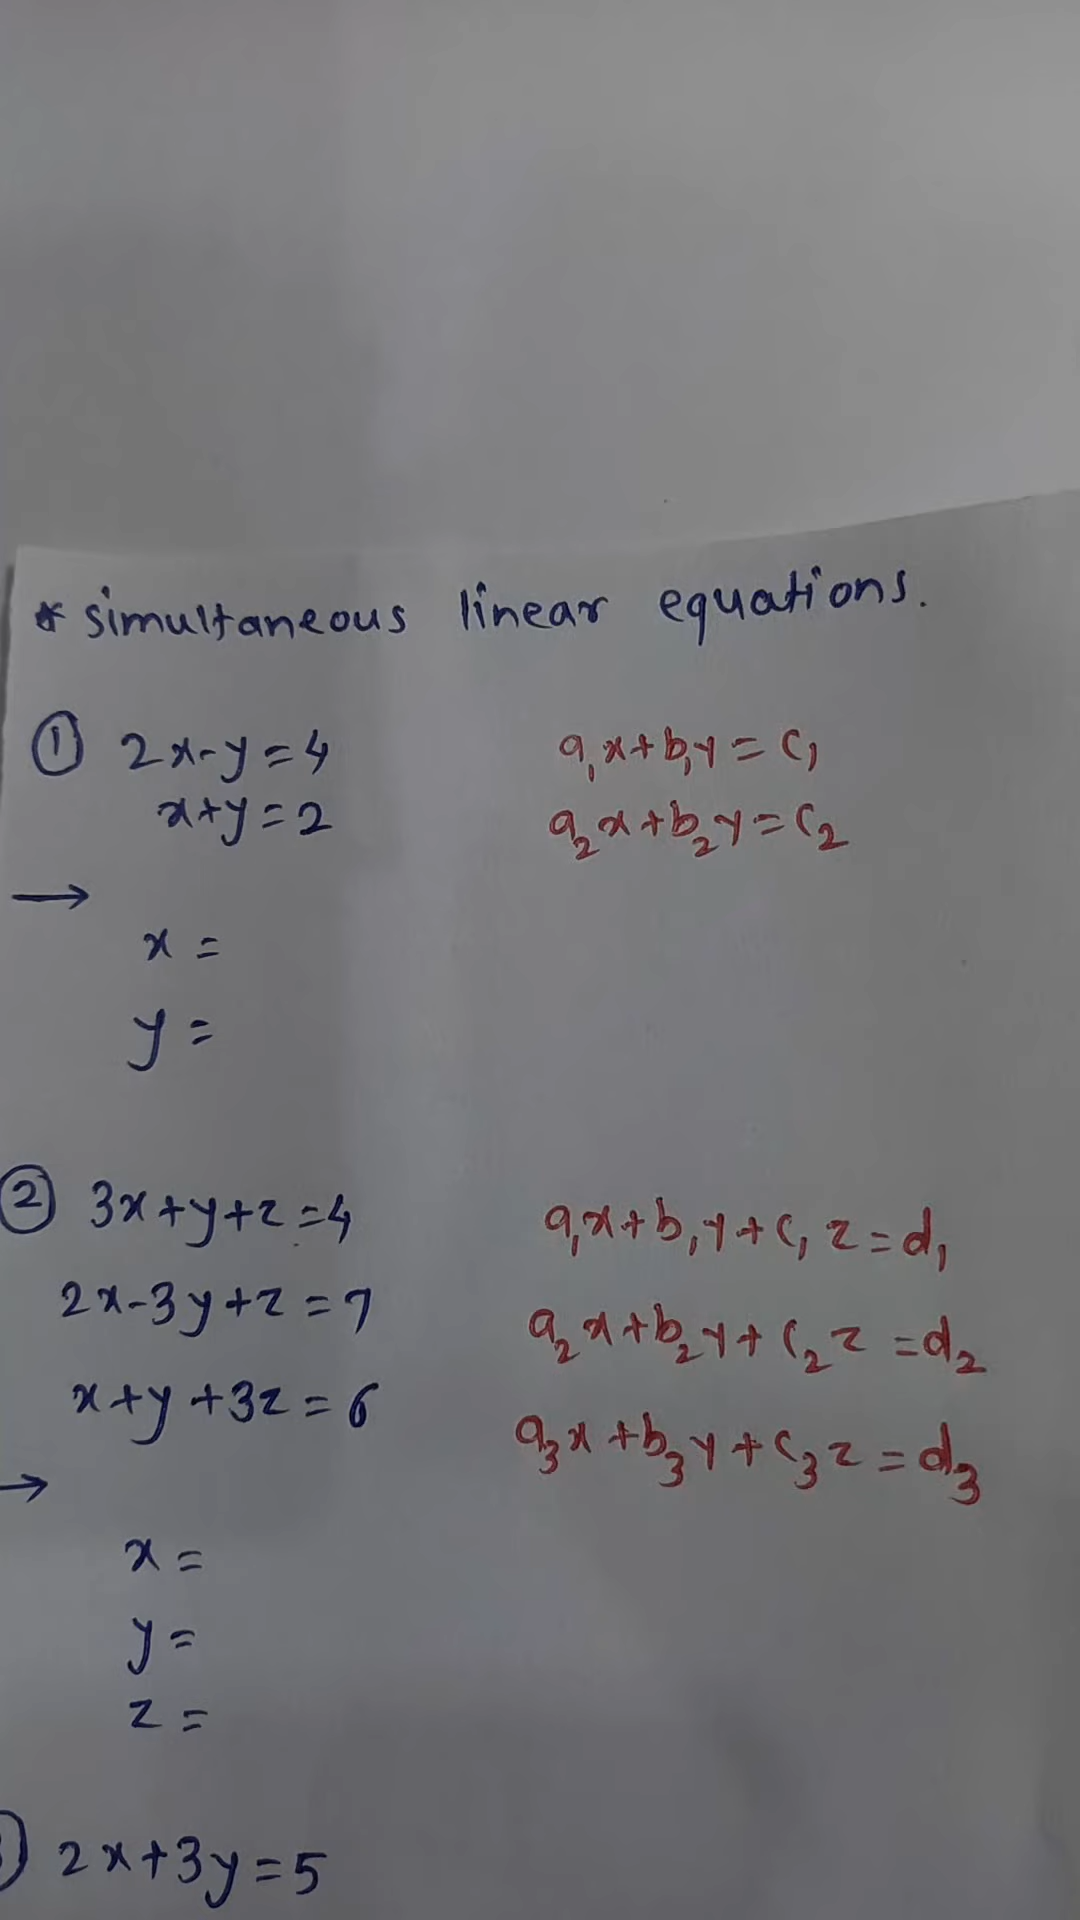 * simultaneous linear equations.
① 2x-y=4
x+y=2
a₁x+b₁y=c₁
a₂x+b₂y=c₂
→
x=
y=
② 3x+y+z=4
2x-3y+z=7
x+y+3z=6
a₁x+b₁y+c₁z=d₁
a₂x+b₂y+c₂z=d₂
a₃x+b₃y+c₃z=d₃
→
x=
y=
z=
2x+3y=5